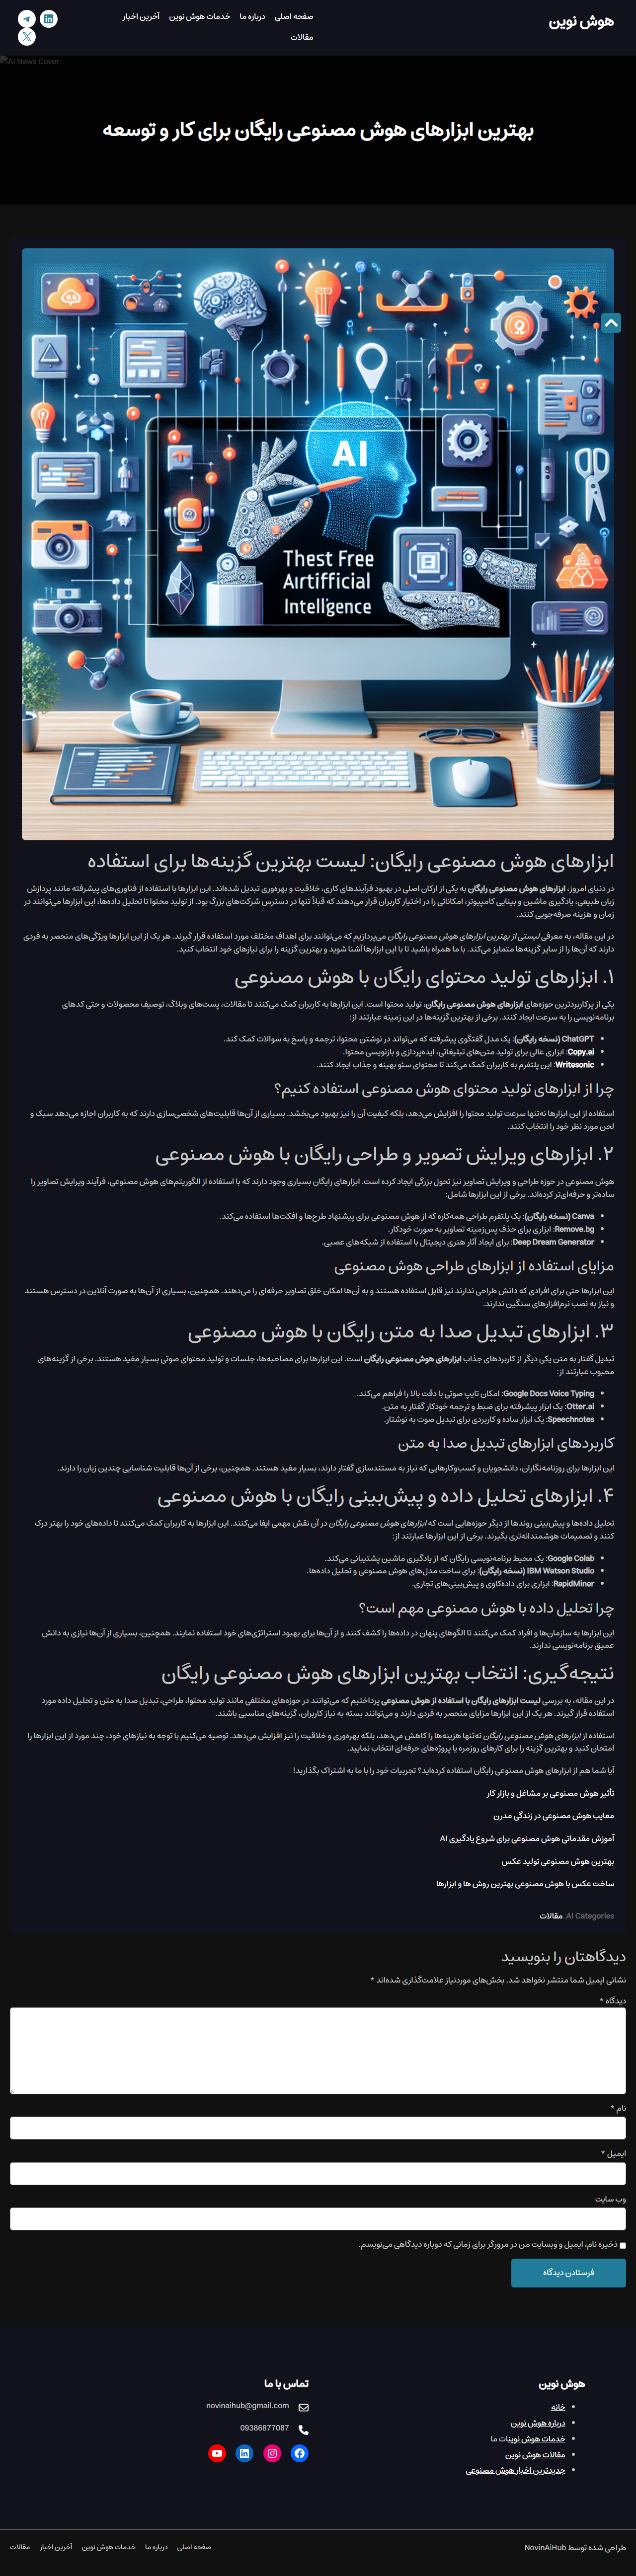 هوش نوین
صفحه اصلی
درباره ما
خدمات هوش نوین
آخرین اخبار
مقالات
AI News Cover
بهترین ابزارهای هوش مصنوعی رایگان برای کار و توسعه
AI
Thest Free
Airtificial
Intelligence
ابزارهای هوش مصنوعی رایگان: لیست بهترین گزینه‌ها برای استفاده
در دنیای امروز، ابزارهای هوش مصنوعی رایگان به یکی از ارکان اصلی در بهبود فرآیندهای کاری، خلاقیت و بهره‌وری تبدیل شده‌اند. این ابزارها با استفاده از فناوری‌های پیشرفته مانند پردازش
زبان طبیعی، یادگیری ماشین و بینایی کامپیوتر، امکاناتی را در اختیار کاربران قرار می‌دهند که قبلاً تنها در دسترس شرکت‌های بزرگ بود. از تولید محتوا تا تحلیل داده‌ها، این ابزارها می‌توانند در
زمان و هزینه صرفه‌جویی کنند.
در این مقاله، به معرفی لیستی از بهترین ابزارهای هوش مصنوعی رایگان می‌پردازیم که می‌توانند برای اهداف مختلف مورد استفاده قرار گیرند. هر یک از این ابزارها ویژگی‌های منحصر به فردی
دارند که آن‌ها را از سایر گزینه‌ها متمایز می‌کند. با ما همراه باشید تا با این ابزارها آشنا شوید و بهترین گزینه را برای نیازهای خود انتخاب کنید.
۱. ابزارهای تولید محتوای رایگان با هوش مصنوعی
یکی از پرکاربردترین حوزه‌های ابزارهای هوش مصنوعی رایگان، تولید محتوا است. این ابزارها به کاربران کمک می‌کنند تا مقالات، پست‌های وبلاگ، توصیف محصولات و حتی کدهای
برنامه‌نویسی را به سرعت ایجاد کنند. برخی از بهترین گزینه‌ها در این زمینه عبارتند از:
ChatGPT (نسخه رایگان): یک مدل گفتگوی پیشرفته که می‌تواند در نوشتن محتوا، ترجمه و پاسخ به سوالات کمک کند.
Copy.ai: ابزاری عالی برای تولید متن‌های تبلیغاتی، ایده‌پردازی و بازنویسی محتوا.
Writesonic: این پلتفرم به کاربران کمک می‌کند تا محتوای سئو بهینه و جذاب ایجاد کنند.
چرا از ابزارهای تولید محتوای هوش مصنوعی استفاده کنیم؟
استفاده از این ابزارها نه‌تنها سرعت تولید محتوا را افزایش می‌دهد، بلکه کیفیت آن را نیز بهبود می‌بخشد. بسیاری از آن‌ها قابلیت‌های شخصی‌سازی دارند که به کاربران اجازه می‌دهد سبک و
لحن مورد نظر خود را انتخاب کنند.
۲. ابزارهای ویرایش تصویر و طراحی رایگان با هوش مصنوعی
هوش مصنوعی در حوزه طراحی و ویرایش تصاویر نیز تحول بزرگی ایجاد کرده است. ابزارهای رایگان بسیاری وجود دارند که با استفاده از الگوریتم‌های هوش مصنوعی، فرآیند ویرایش تصاویر را
ساده‌تر و حرفه‌ای‌تر کرده‌اند. برخی از این ابزارها شامل:
Canva (نسخه رایگان): یک پلتفرم طراحی همه‌کاره که از هوش مصنوعی برای پیشنهاد طرح‌ها و افکت‌ها استفاده می‌کند.
Remove.bg: ابزاری برای حذف پس‌زمینه تصاویر به صورت خودکار.
Deep Dream Generator: برای ایجاد آثار هنری دیجیتال با استفاده از شبکه‌های عصبی.
مزایای استفاده از ابزارهای طراحی هوش مصنوعی
این ابزارها حتی برای افرادی که دانش طراحی ندارند نیز قابل استفاده هستند و به آن‌ها امکان خلق تصاویر حرفه‌ای را می‌دهند. همچنین، بسیاری از آن‌ها به صورت آنلاین در دسترس هستند
و نیاز به نصب نرم‌افزارهای سنگین ندارند.
۳. ابزارهای تبدیل صدا به متن رایگان با هوش مصنوعی
تبدیل گفتار به متن یکی دیگر از کاربردهای جذاب ابزارهای هوش مصنوعی رایگان است. این ابزارها برای مصاحبه‌ها، جلسات و تولید محتوای صوتی بسیار مفید هستند. برخی از گزینه‌های
محبوب عبارتند از:
Google Docs Voice Typing: امکان تایپ صوتی با دقت بالا را فراهم می‌کند.
Otter.ai: یک ابزار پیشرفته برای ضبط و ترجمه خودکار گفتار به متن.
Speechnotes: یک ابزار ساده و کاربردی برای تبدیل صوت به نوشتار.
کاربردهای ابزارهای تبدیل صدا به متن
این ابزارها برای روزنامه‌نگاران، دانشجویان و کسب‌وکارهایی که نیاز به مستندسازی گفتار دارند، بسیار مفید هستند. همچنین، برخی از آن‌ها قابلیت شناسایی چندین زبان را دارند.
۴. ابزارهای تحلیل داده و پیش‌بینی رایگان با هوش مصنوعی
تحلیل داده‌ها و پیش‌بینی روندها از دیگر حوزه‌هایی است که ابزارهای هوش مصنوعی رایگان در آن نقش مهمی ایفا می‌کنند. این ابزارها به کاربران کمک می‌کنند تا داده‌های خود را بهتر درک
کنند و تصمیمات هوشمندانه‌تری بگیرند. برخی از این ابزارها عبارتند از:
Google Colab: یک محیط برنامه‌نویسی رایگان که از یادگیری ماشین پشتیبانی می‌کند.
IBM Watson Studio (نسخه رایگان): برای ساخت مدل‌های هوش مصنوعی و تحلیل داده‌ها.
RapidMiner: ابزاری برای داده‌کاوی و پیش‌بینی‌های تجاری.
چرا تحلیل داده با هوش مصنوعی مهم است؟
این ابزارها به سازمان‌ها و افراد کمک می‌کنند تا الگوهای پنهان در داده‌ها را کشف کنند و از آن‌ها برای بهبود استراتژی‌های خود استفاده نمایند. همچنین، بسیاری از آن‌ها نیازی به دانش
عمیق برنامه‌نویسی ندارند.
نتیجه‌گیری: انتخاب بهترین ابزارهای هوش مصنوعی رایگان
در این مقاله، به بررسی لیست ابزارهای رایگان با استفاده از هوش مصنوعی پرداختیم که می‌توانند در حوزه‌های مختلفی مانند تولید محتوا، طراحی، تبدیل صدا به متن و تحلیل داده مورد
استفاده قرار گیرند. هر یک از این ابزارها مزایای منحصر به فردی دارند و می‌توانند بسته به نیاز کاربران، گزینه‌های مناسبی باشند.
استفاده از ابزارهای هوش مصنوعی رایگان نه‌تنها هزینه‌ها را کاهش می‌دهد، بلکه بهره‌وری و خلاقیت را نیز افزایش می‌دهد. توصیه می‌کنیم با توجه به نیازهای خود، چند مورد از این ابزارها را
امتحان کنید و بهترین گزینه را برای کارهای روزمره یا پروژه‌های حرفه‌ای انتخاب نمایید.
آیا شما هم از ابزارهای هوش مصنوعی رایگان استفاده کرده‌اید؟ تجربیات خود را با ما به اشتراک بگذارید!
تأثیر هوش مصنوعی بر مشاغل و بازار کار
معایب هوش مصنوعی در زندگی مدرن
آموزش مقدماتی هوش مصنوعی برای شروع یادگیری AI
بهترین هوش مصنوعی تولید عکس
ساخت عکس با هوش مصنوعی بهترین روش ها و ابزارها
AI Categories: مقالات
دیدگاهتان را بنویسید
نشانی ایمیل شما منتشر نخواهد شد. بخش‌های موردنیاز علامت‌گذاری شده‌اند *
دیدگاه *
نام *
ایمیل *
وب‌ سایت
ذخیره نام، ایمیل و وبسایت من در مرورگر برای زمانی که دوباره دیدگاهی می‌نویسم.
فرستادن دیدگاه
هوش نوین
خانه
درباره هوش نوین
خدمات هوش نوینات ما
مقالات هوش نوین
جدیدترین اخبار هوش مصنوعی
تماس با ما
novinaihub@gmail.com
09386877087
طراحی شده توسط NovinAiHub
صفحه اصلی
درباره ما
خدمات هوش نوین
آخرین اخبار
مقالات